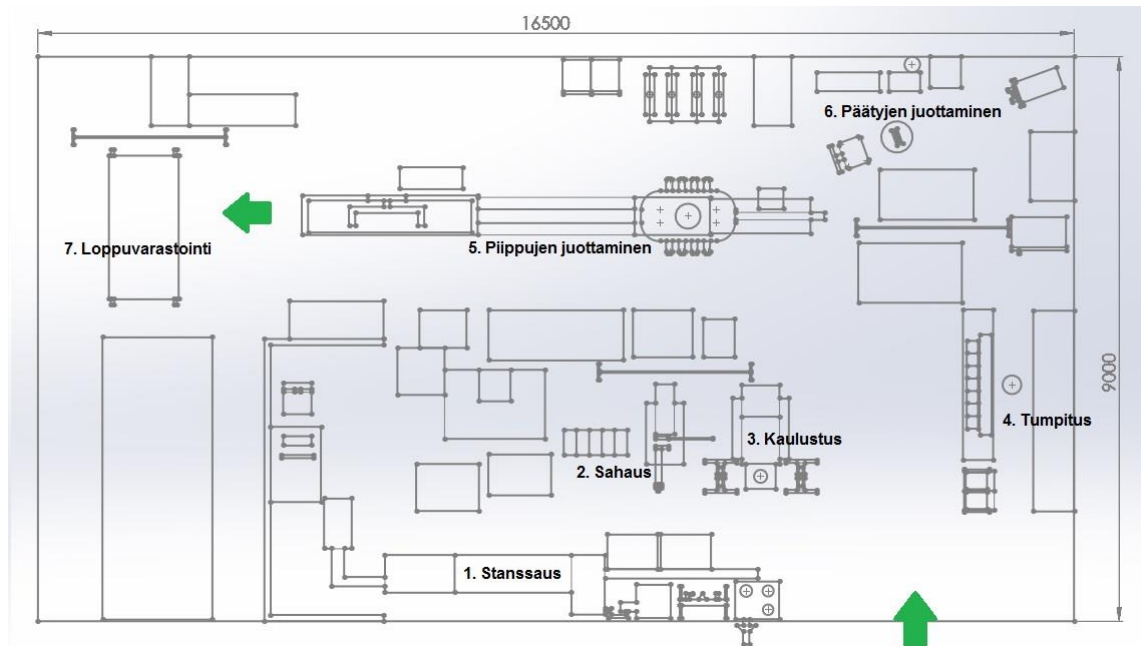 16500
6. Päätyjen juottaminen
7. Loppuvarastointi
5. Piippujen juottaminen
9000
4. Tumpitus
3. Kaulustus
2. Sahaus
1. Stanssaus